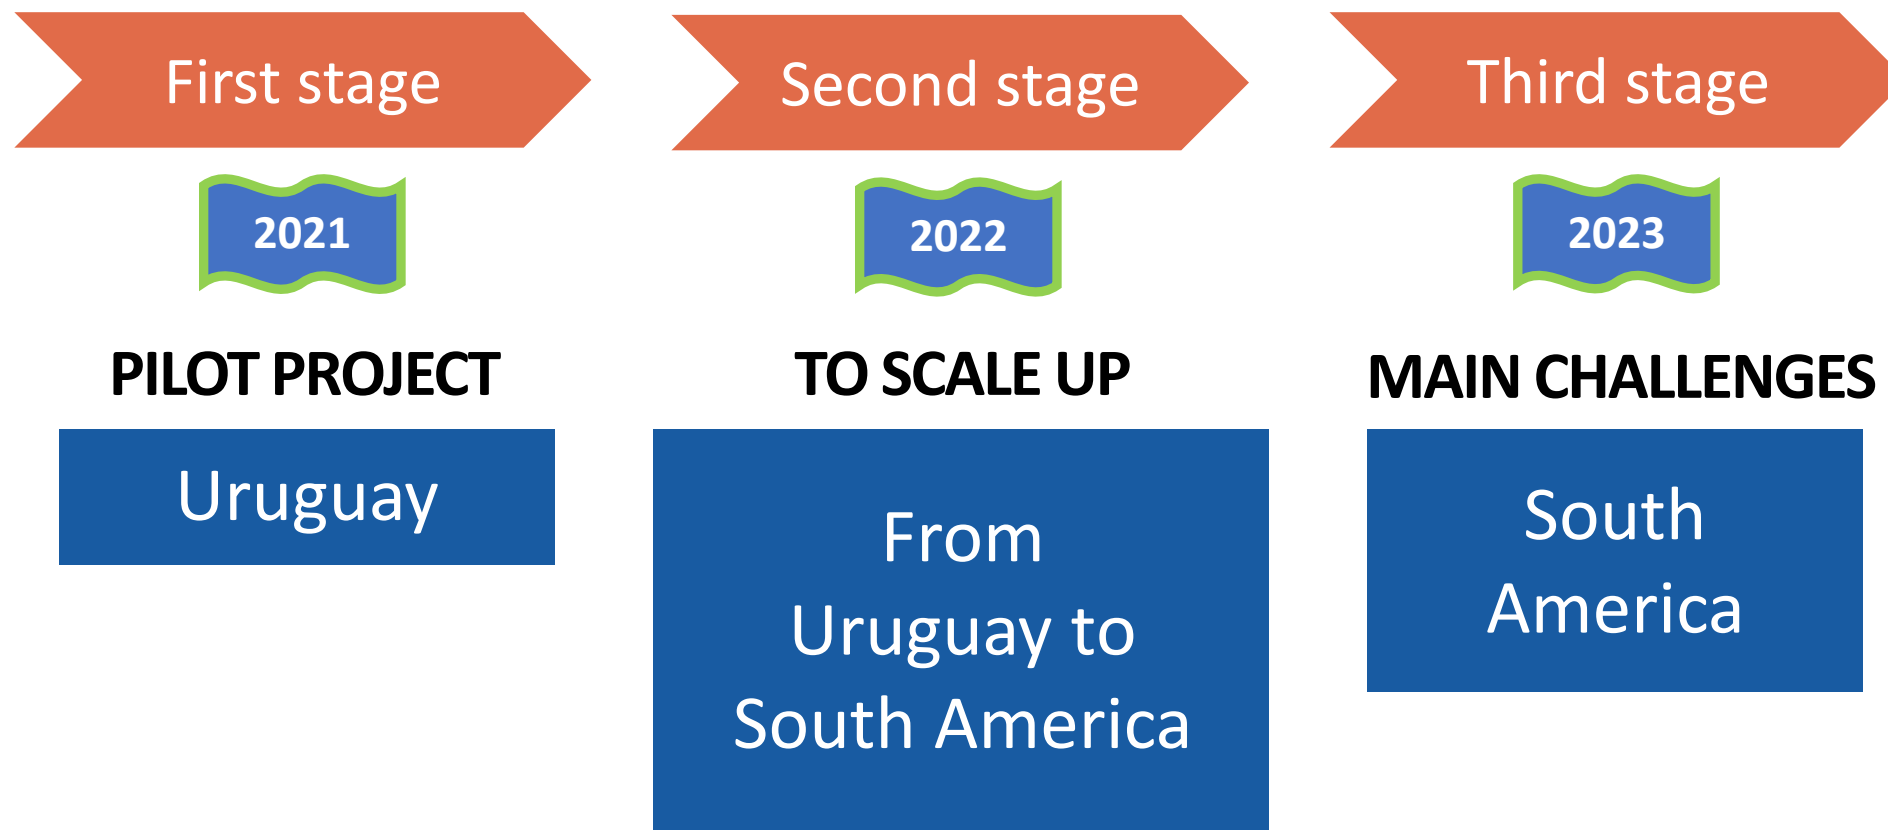 First stage
2021
PILOT PROJECT
Uruguay
Second stage
2022
TO SCALE UP
From
Uruguay to
South America
Third stage
2023
MAIN CHALLENGES
South
America